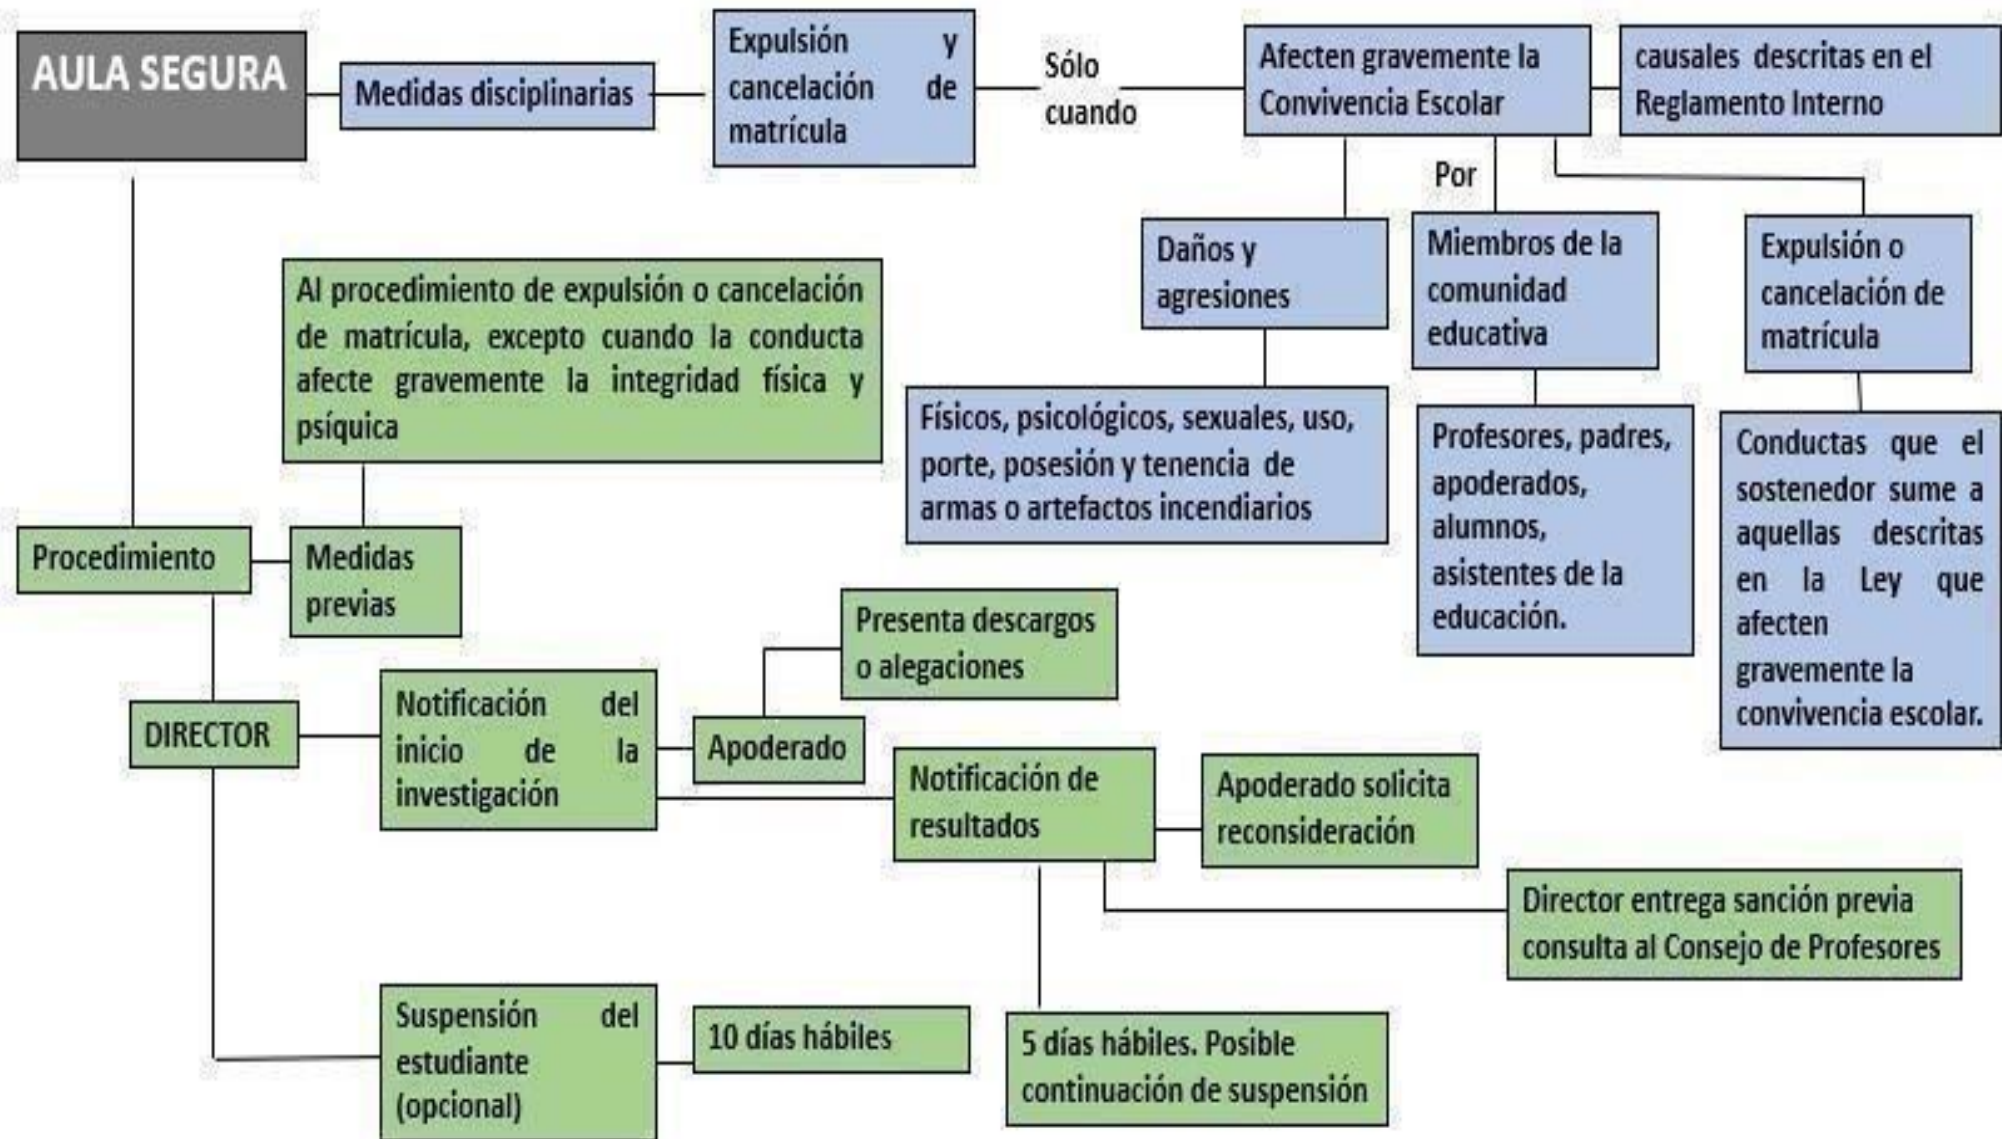 AULA SEGURA
Medidas disciplinarias
Expulsión y
cancelación de
matrícula
Sólo
cuando
Afecten gravemente la
Convivencia Escolar
causales descritas en el
Reglamento Interno
Por
Daños y
agresiones
Miembros de la
comunidad
educativa
Expulsión o
cancelación de
matrícula
Físicos, psicológicos, sexuales, uso,
porte, posesión y tenencia de
armas o artefactos incendiarios
Profesores, padres,
apoderados,
alumnos,
asistentes de la
educación.
Conductas que el
sostenedor sume a
aquellas descritas
en la Ley que
afecten
gravemente la
convivencia escolar.
Al procedimiento de expulsión o cancelación
de matrícula, excepto cuando la conducta
afecte gravemente la integridad física y
psíquica
Procedimiento
Medidas
previas
DIRECTOR
Notificación del
inicio de la
investigación
Apoderado
Presenta descargos
o alegaciones
Notificación de
resultados
Apoderado solicita
reconsideración
Director entrega sanción previa
consulta al Consejo de Profesores
Suspensión del
estudiante
(opcional)
10 días hábiles
5 días hábiles. Posible
continuación de suspensión